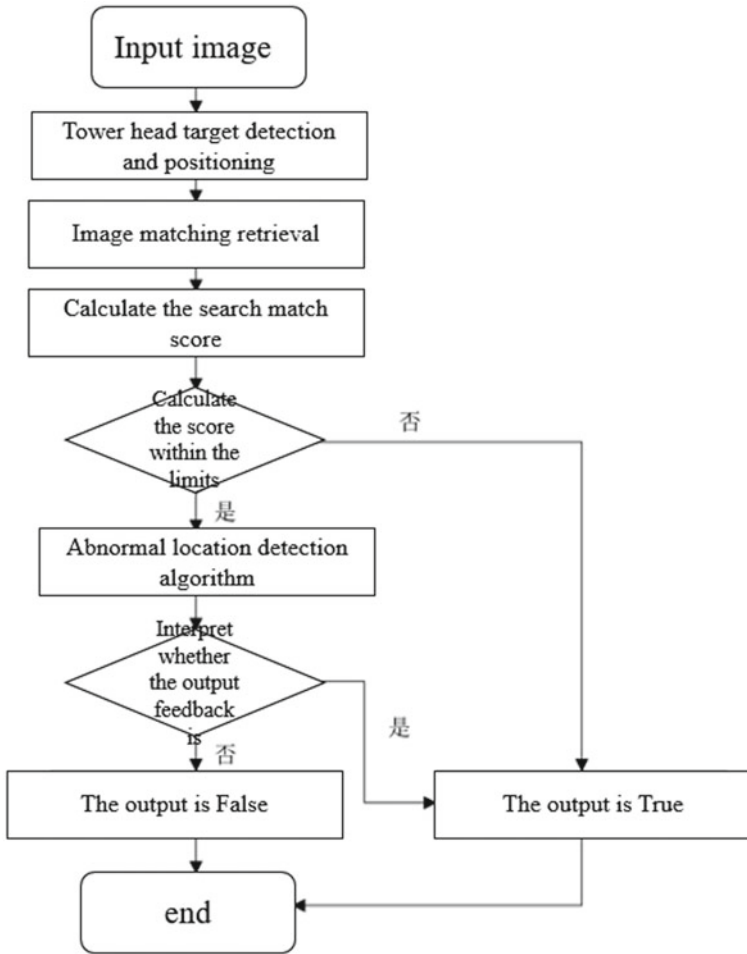 Input image
Tower head target detection
and positioning
Image matching retrieval
Calculate the search match
score
Calculate
the score
within the
limits
否
是
Abnormal location detection
algorithm
Interpret
whether
the output
feedback
is
是
否
The output is False
The output is True
end